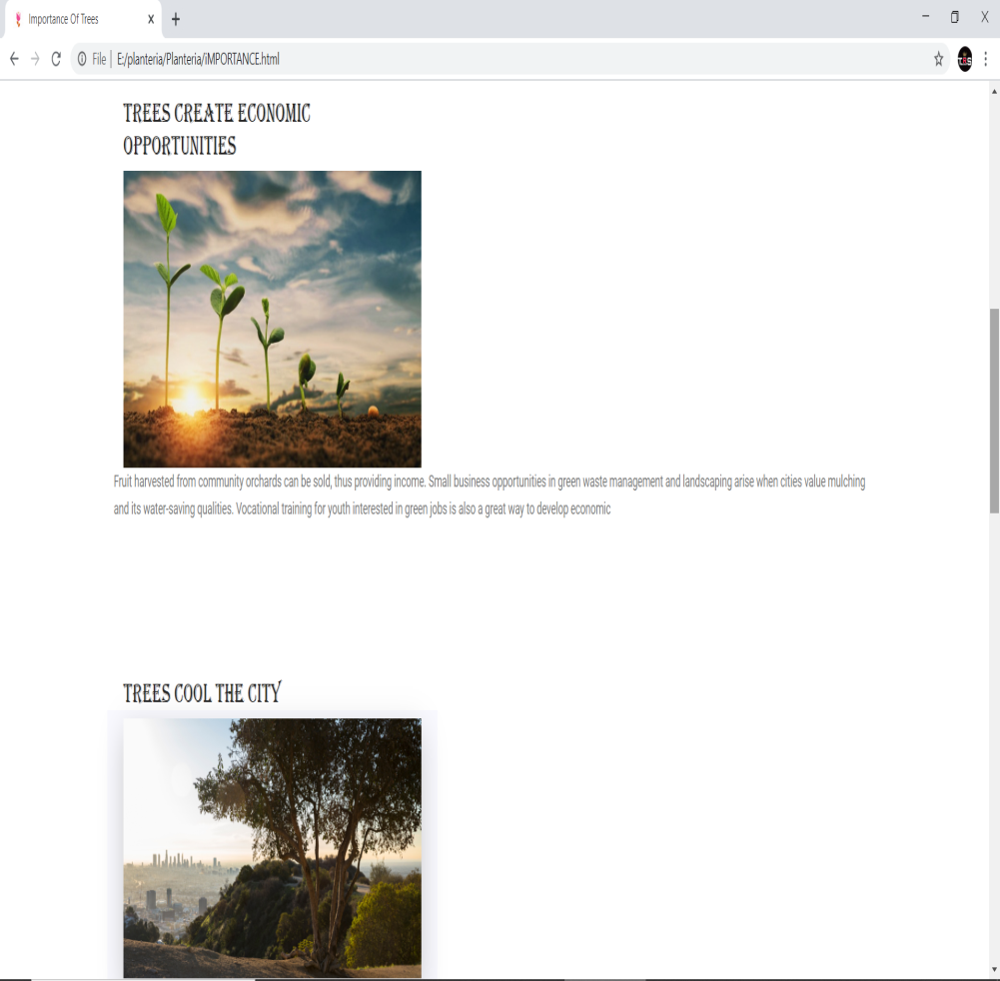 Importance Of Trees
File
E:/planteria/Planteria/iMPORTANCE.html
T&S
TREES CREATE ECONOMIC
OPPORTUNITIES
Fruit harvested from community orchards can be sold, thus providing income. Small business opportunities in green waste management and landscaping arise when cities value mulching
and its water-saving qualities. Vocational training for youth interested in green jobs is also a great way to develop economic
TREES COOL THE CITY